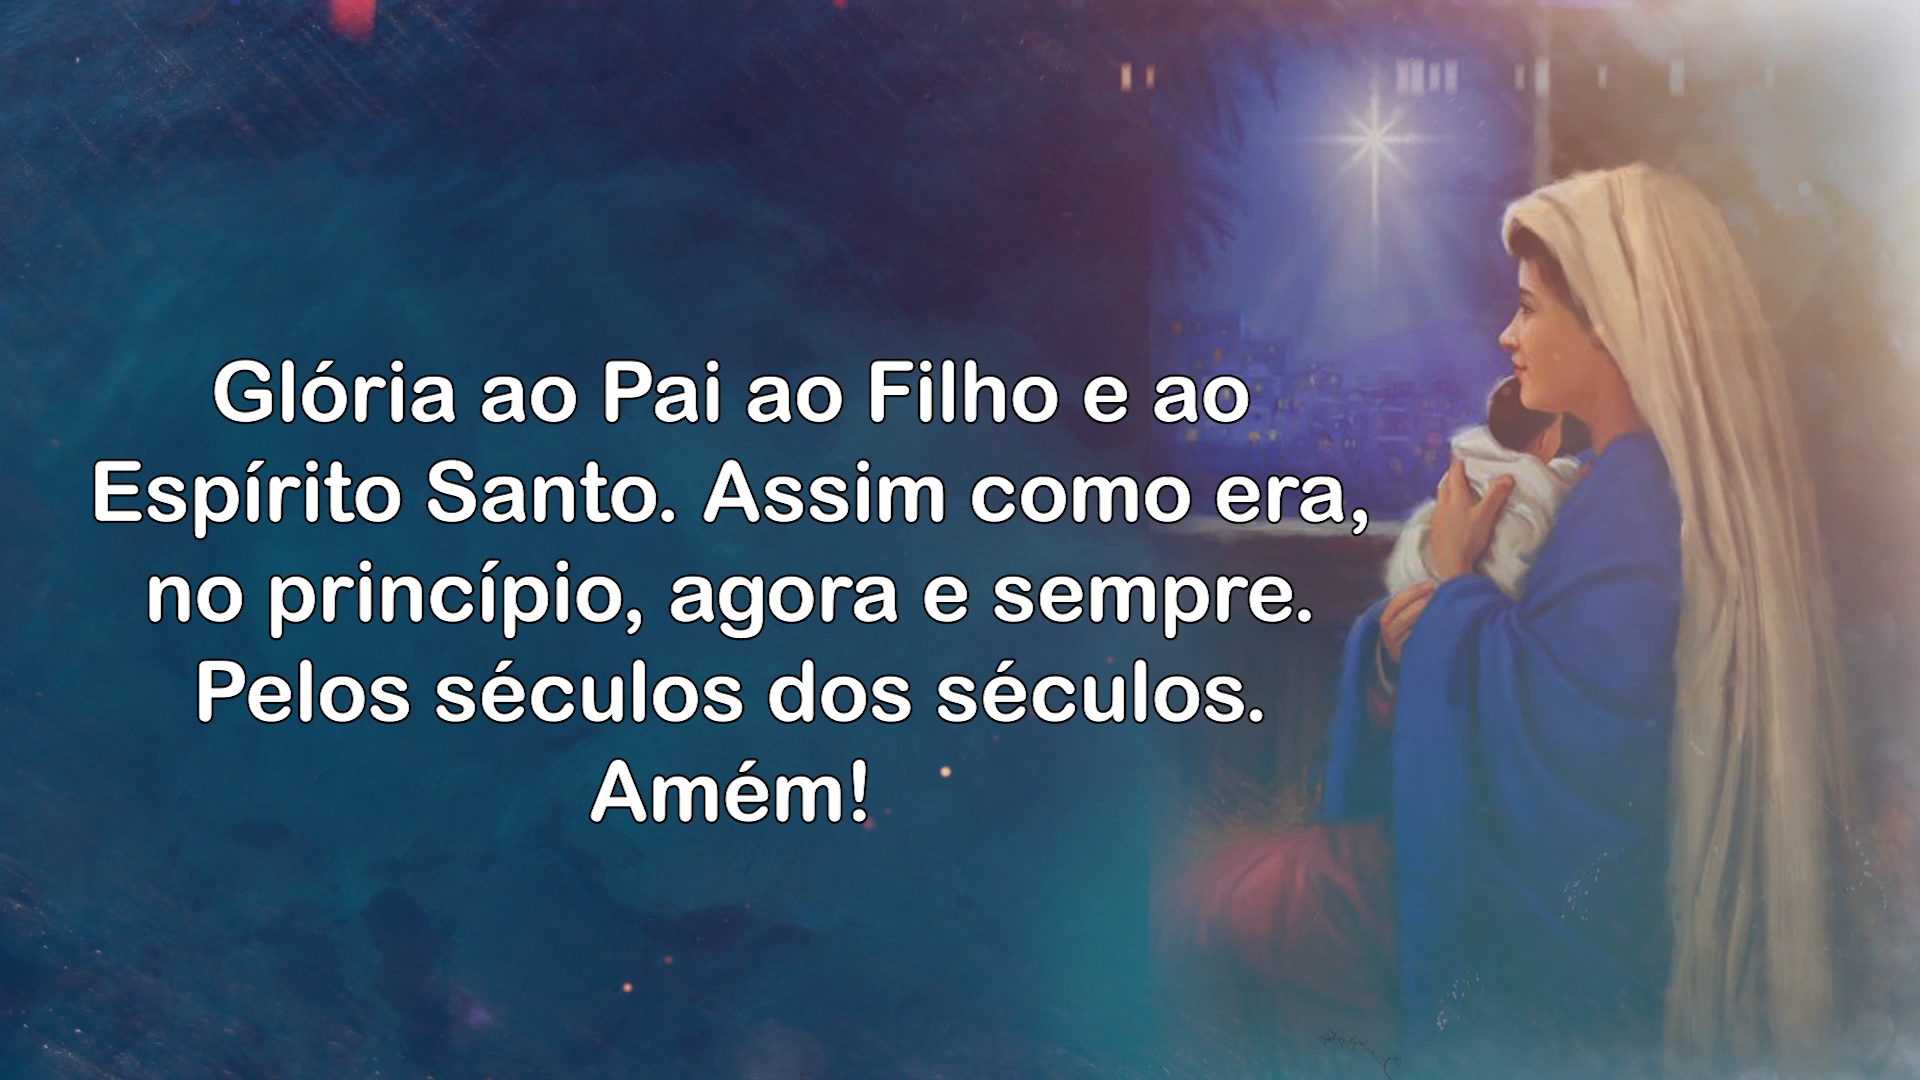 Glória ao Pai ao Filho e ao
Espírito Santo. Assim como era,
no princípio, agora e sempre.
Pelos séculos dos séculos.
Amém!